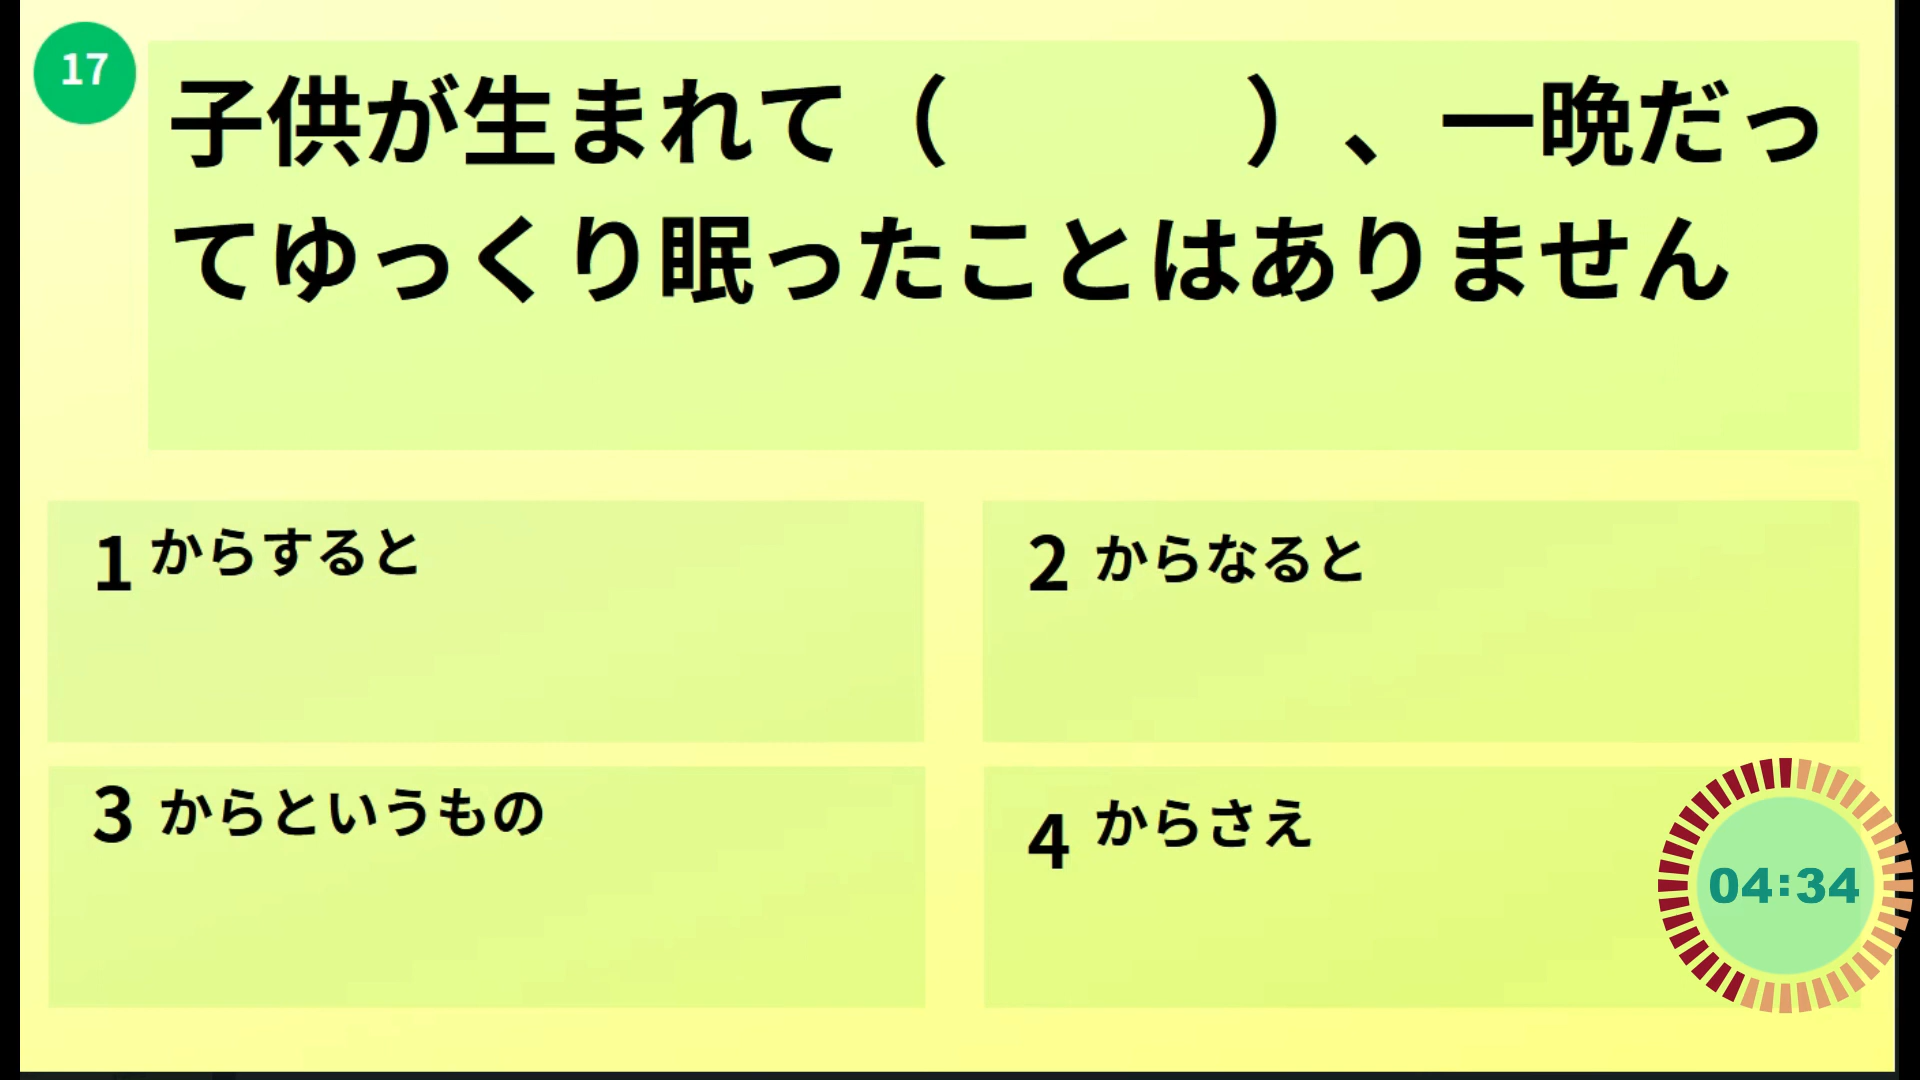 17
子供が生まれて（　　　）、一晩だっ
てゆっくり眠ったことはありません
1 からすると
2 からなると
3 からというもの
4 からさえ
04:34